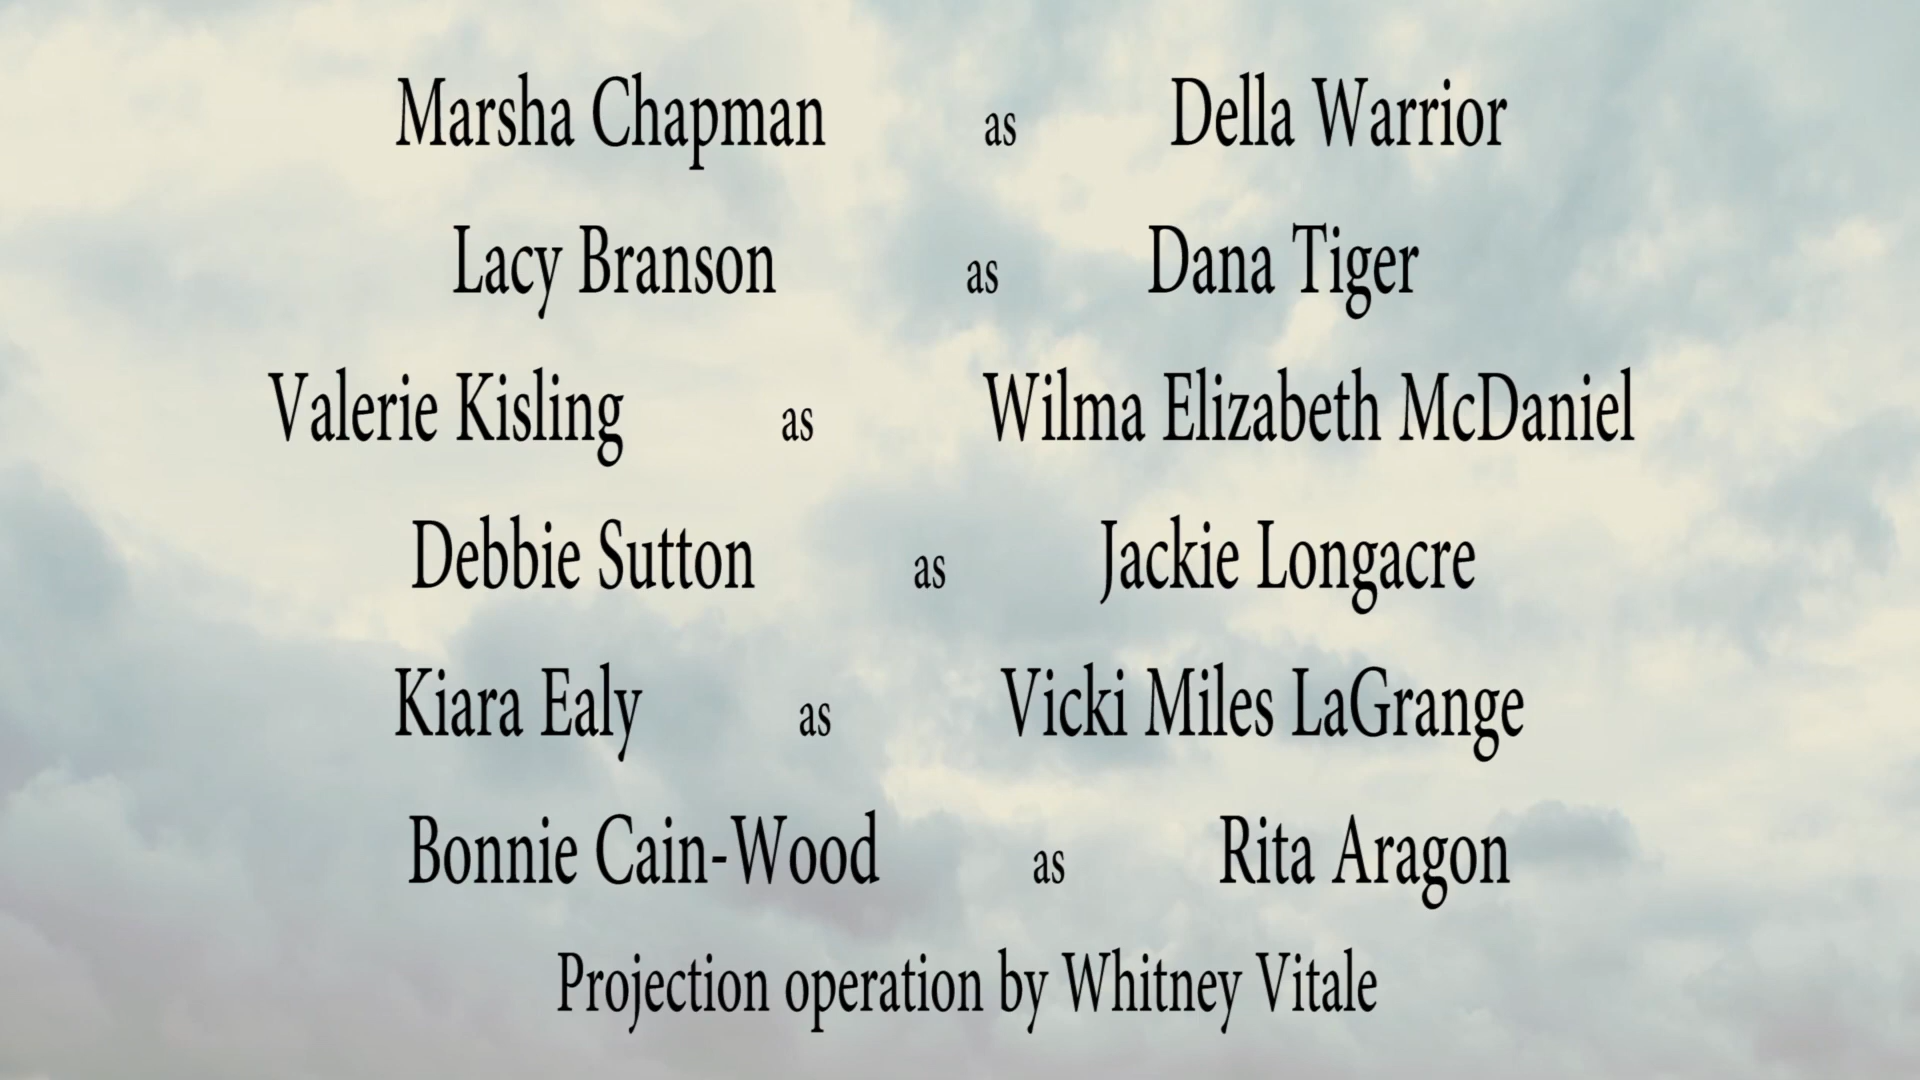 Marsha Chapman as Della Warrior
Lacy Branson as Dana Tiger
Valerie Kisling as Wilma Elizabeth McDaniel
Debbie Sutton as Jackie Longacre
Kiara Ealy as Vicki Miles LaGrange
Bonnie Cain-Wood as Rita Aragon
Projection operation by Whitney Vitale